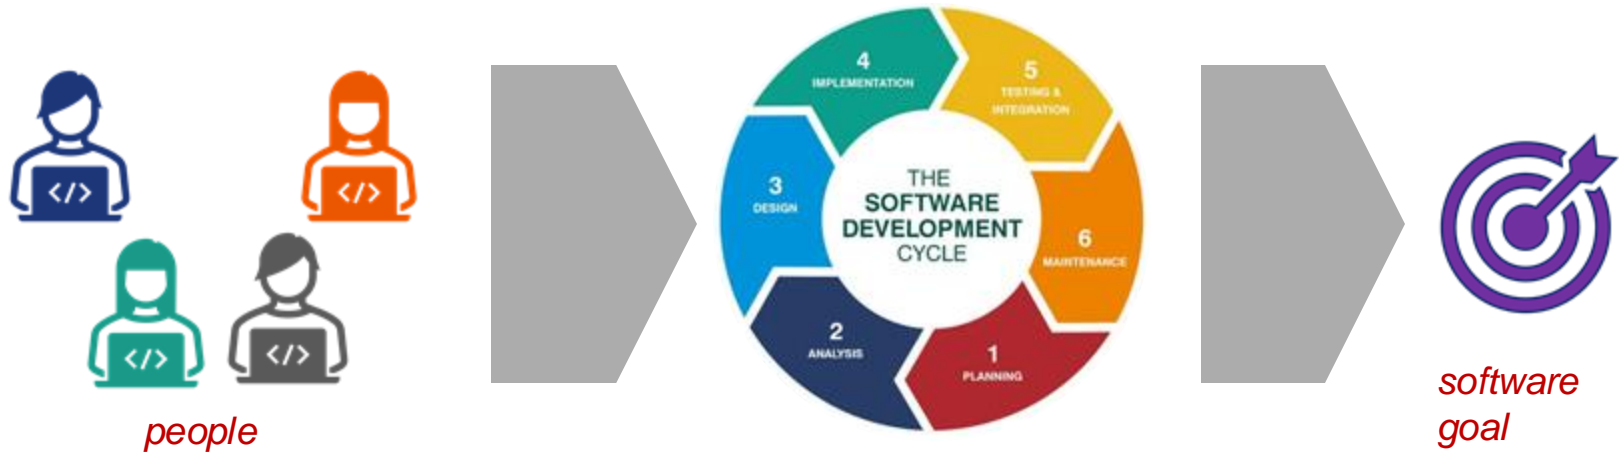 </>
</>
</>
</>
people
4
IMPLEMENTATION
5
TESTING &
INTEGRATION
3
DESIGN
THE
SOFTWARE
DEVELOPMENT
CYCLE
6
MAINTENANCE
2
ANALYSIS
1
PLANNING
software
goal